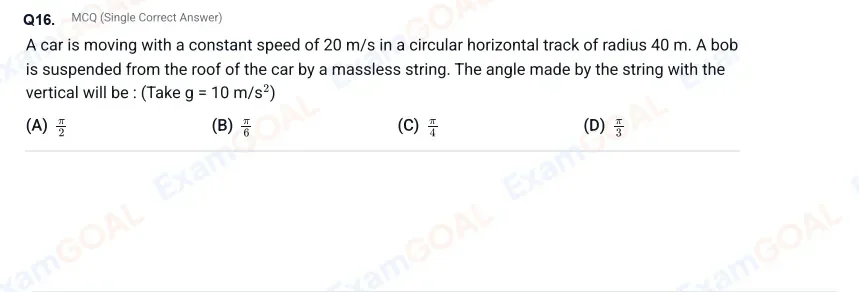 Q16. MCQ (Single Correct Answer)
A car is moving with a constant speed of 20 m/s in a circular horizontal track of radius 40 m. A bob
is suspended from the roof of the car by a massless string. The angle made by the string with the
vertical will be : (Take g = 10 m/s²)
(A) π/2 (B) π/6 (C) π/4 (D) π/3
ExamGOAL ExamGOAL
ExamGOAL ExamGOAL ExamGOAL